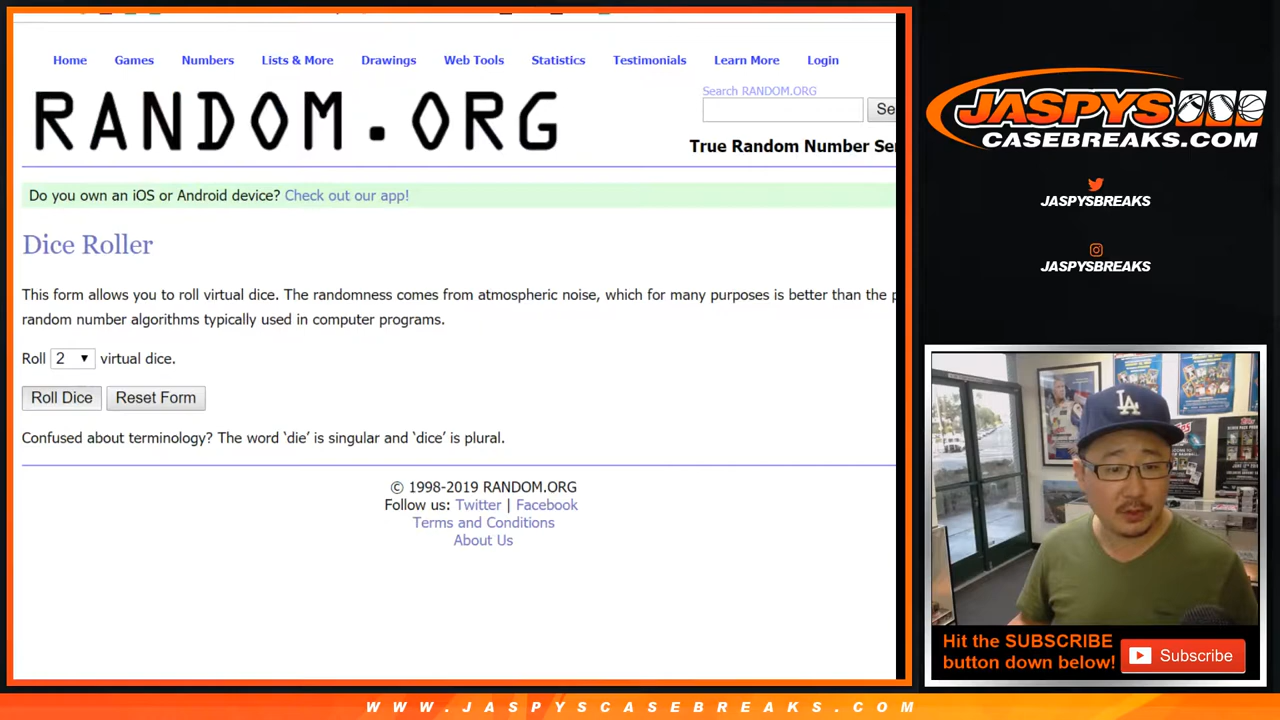 Home Games Numbers Lists & More Drawings Web Tools Statistics Testimonials Learn More Login
RANDOM.ORG
Search RANDOM.ORG
Se
True Random Number Se
Do you own an iOS or Android device? Check out our app!
Dice Roller
This form allows you to roll virtual dice. The randomness comes from atmospheric noise, which for many purposes is better than the p
random number algorithms typically used in computer programs.
Roll 2 virtual dice.
Roll Dice Reset Form
Confused about terminology? The word ‘die’ is singular and ‘dice’ is plural.
© 1998-2019 RANDOM.ORG
Follow us: Twitter | Facebook
Terms and Conditions
About Us
JASPYS
CASEBREAKS.COM
JASPYSBREAKS
JASPYSBREAKS
LA
Hit the SUBSCRIBE
button down below!
Subscribe
WWW.JASPYSCASEBREAKS.COM